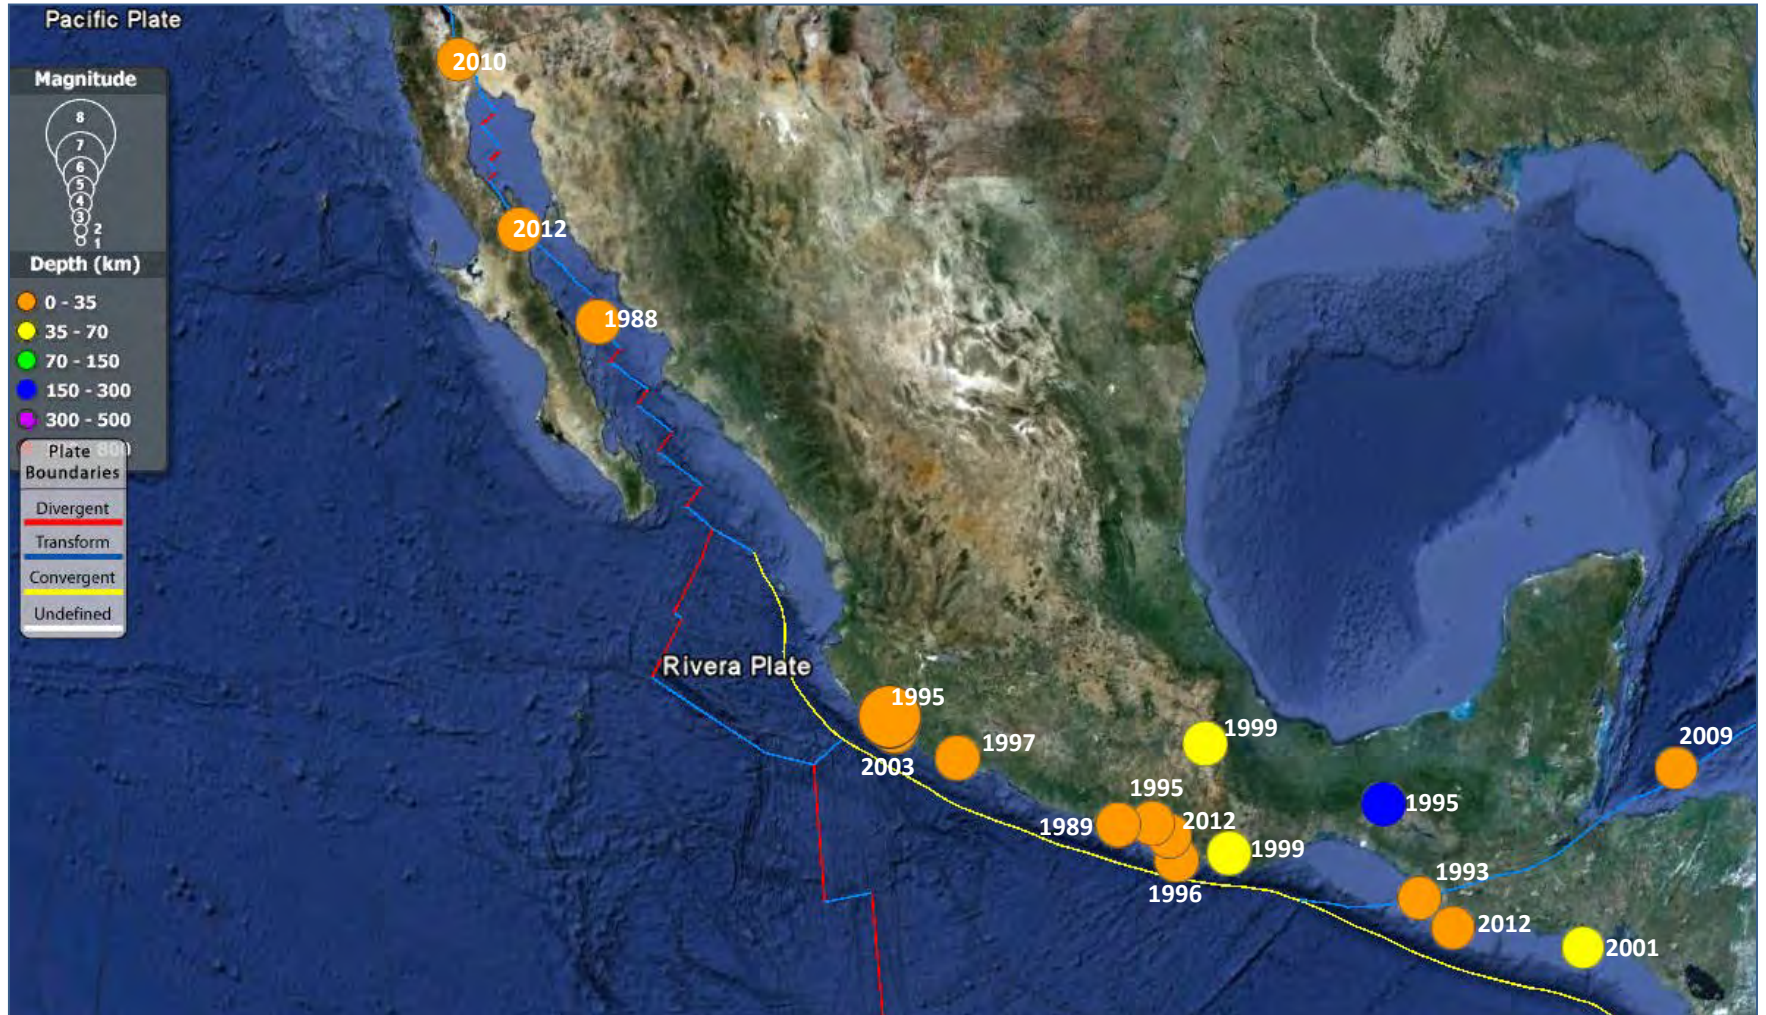 Pacific Plate
Magnitude
8
7
6
5
4
3
2
1
Depth (km)
0 - 35
35 - 70
70 - 150
150 - 300
300 - 500
800
Plate
Boundaries
Divergent
Transform
Convergent
Undefined
2010
2012
1988
Rivera Plate
1995
2003
1997
1999
1995
1989
2012
1999
1996
1995
2009
1993
2012
2001